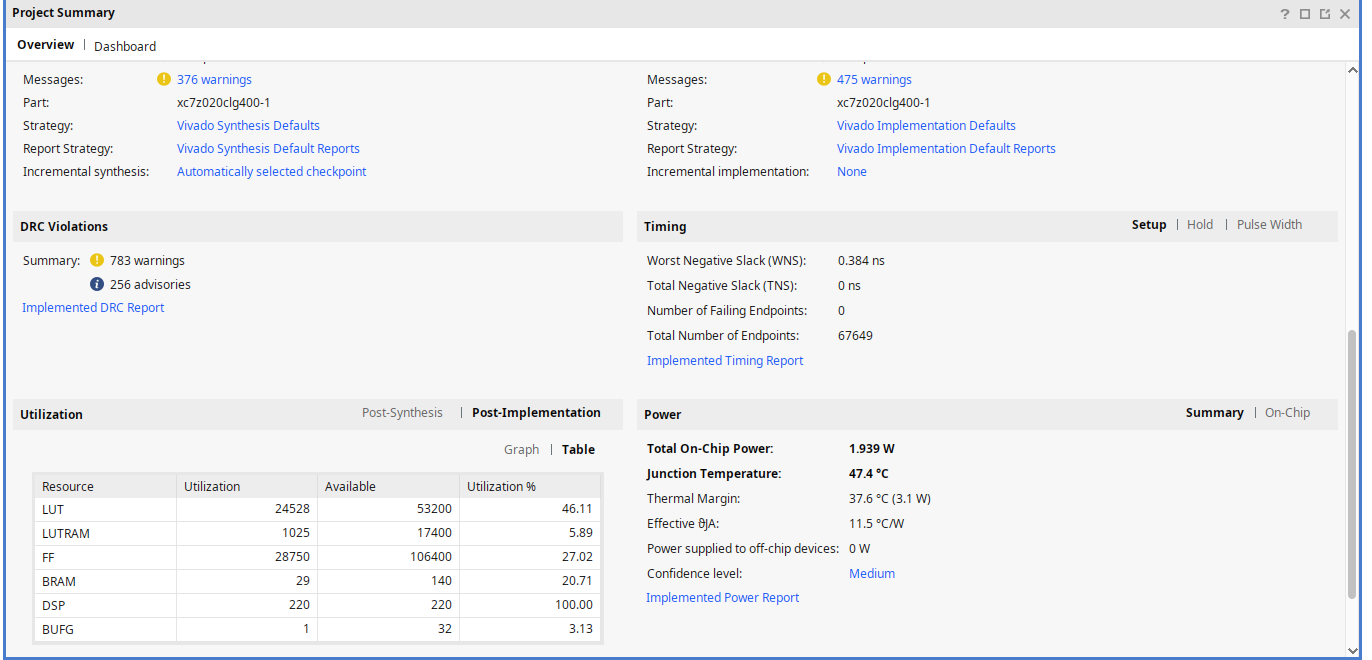 Project Summary
Overview | Dashboard
Messages: 376 warnings
Part: xc7z020clg400-1
Strategy: Vivado Synthesis Defaults
Report Strategy: Vivado Synthesis Default Reports
Incremental synthesis: Automatically selected checkpoint
Messages: 475 warnings
Part: xc7z020clg400-1
Strategy: Vivado Implementation Defaults
Report Strategy: Vivado Implementation Default Reports
Incremental implementation: None
DRC Violations
Summary: 783 warnings
256 advisories
Implemented DRC Report
Timing Setup | Hold | Pulse Width
Worst Negative Slack (WNS): 0.384 ns
Total Negative Slack (TNS): 0 ns
Number of Failing Endpoints: 0
Total Number of Endpoints: 67649
Implemented Timing Report
Utilization Post-Synthesis | Post-Implementation
Graph | Table
Resource Utilization Available Utilization %
LUT 24528 53200 46.11
LUTRAM 1025 17400 5.89
FF 28750 106400 27.02
BRAM 29 140 20.71
DSP 220 220 100.00
BUFG 1 32 3.13
Power Summary | On-Chip
Total On-Chip Power: 1.939 W
Junction Temperature: 47.4 °C
Thermal Margin: 37.6 °C (3.1 W)
Effective ϑJA: 11.5 °C/W
Power supplied to off-chip devices: 0 W
Confidence level: Medium
Implemented Power Report